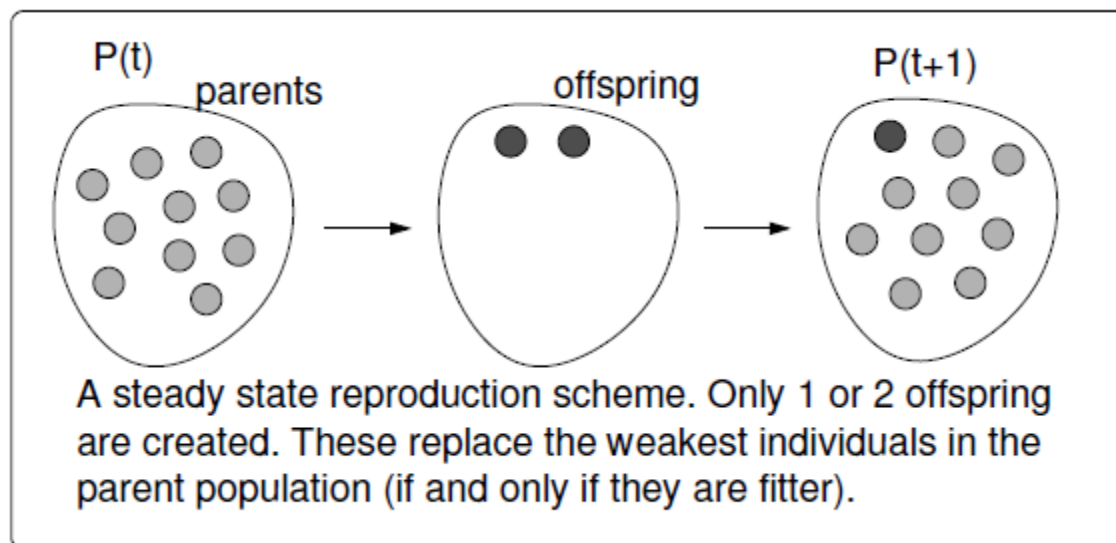 P(t)
parents
offspring
P(t+1)
A steady state reproduction scheme. Only 1 or 2 offspring
are created. These replace the weakest individuals in the
parent population (if and only if they are fitter).